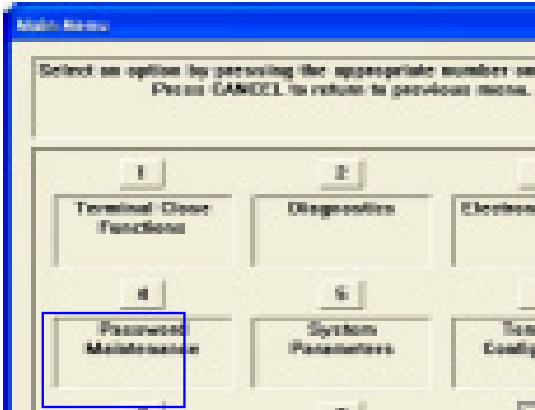 Main Menu
Select an option by pressing the appropriate number on
Press CANCEL to return to previous menu.
1
2
Terminal Close
Functions
Diagnostics
4
5
Password
Maintenance
System
Parameters